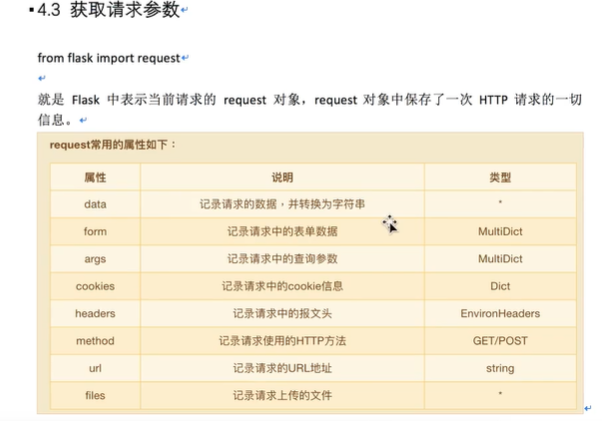 4.3 获取请求参数
from flask import request
就是 Flask 中表示当前请求的 request 对象，request 对象中保存了一次 HTTP 请求的一切
信息。
request常用的属性如下：
属性 说明 类型
data 记录请求的数据，并转换为字符串 *
form 记录请求中的表单数据 MultiDict
args 记录请求中的查询参数 MultiDict
cookies 记录请求中的cookie信息 Dict
headers 记录请求中的报文头 EnvironHeaders
method 记录请求使用的HTTP方法 GET/POST
url 记录请求的URL地址 string
files 记录请求上传的文件 *